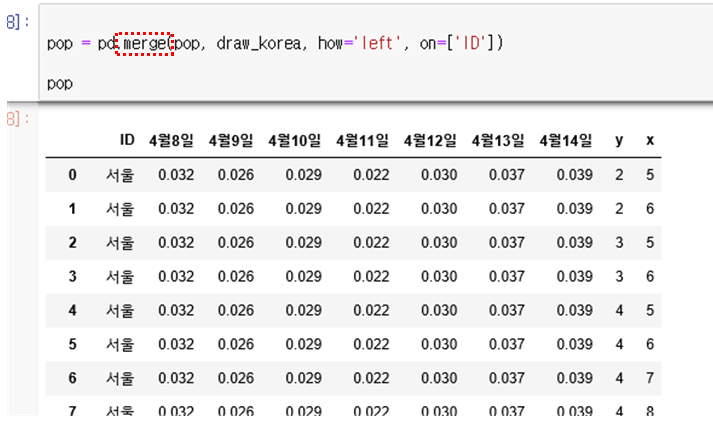 8]:
pop = pd.merge(pop, draw_korea, how='left', on=['ID'])
pop
8]:
ID 4월8일 4월9일 4월10일 4월11일 4월12일 4월13일 4월14일 y x
0 서울 0.032 0.026 0.029 0.022 0.030 0.037 0.039 2 5
1 서울 0.032 0.026 0.029 0.022 0.030 0.037 0.039 2 6
2 서울 0.032 0.026 0.029 0.022 0.030 0.037 0.039 3 5
3 서울 0.032 0.026 0.029 0.022 0.030 0.037 0.039 3 6
4 서울 0.032 0.026 0.029 0.022 0.030 0.037 0.039 4 5
5 서울 0.032 0.026 0.029 0.022 0.030 0.037 0.039 4 6
6 서울 0.032 0.026 0.029 0.022 0.030 0.037 0.039 4 7
7 서울 0.032 0.026 0.029 0.022 0.030 0.037 0.039 4 8